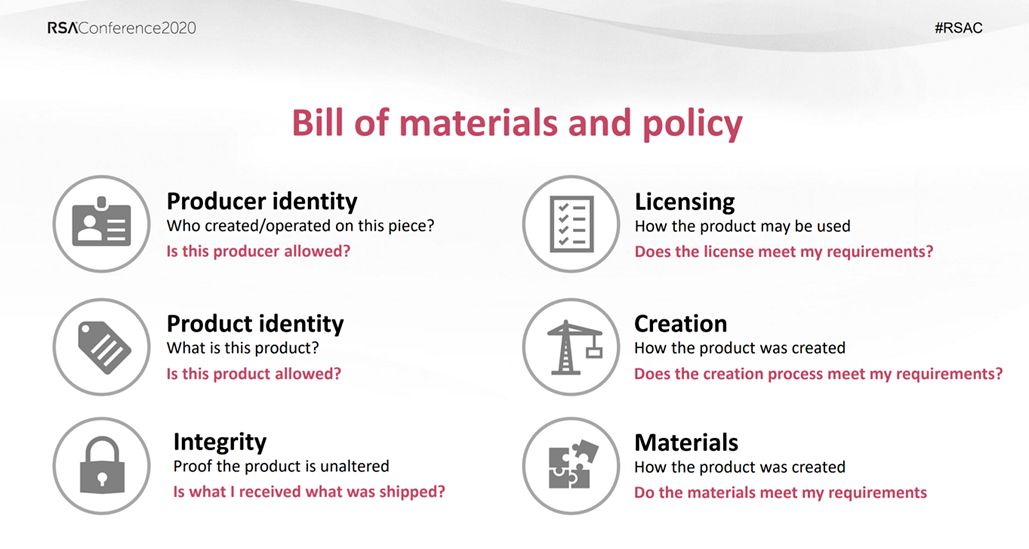 RSAConference2020
#RSAC
Bill of materials and policy
Producer identity
Who created/operated on this piece?
Is this producer allowed?
Product identity
What is this product?
Is this product allowed?
Integrity
Proof the product is unaltered
Is what I received what was shipped?
Licensing
How the product may be used
Does the license meet my requirements?
Creation
How the product was created
Does the creation process meet my requirements?
Materials
How the product was created
Do the materials meet my requirements